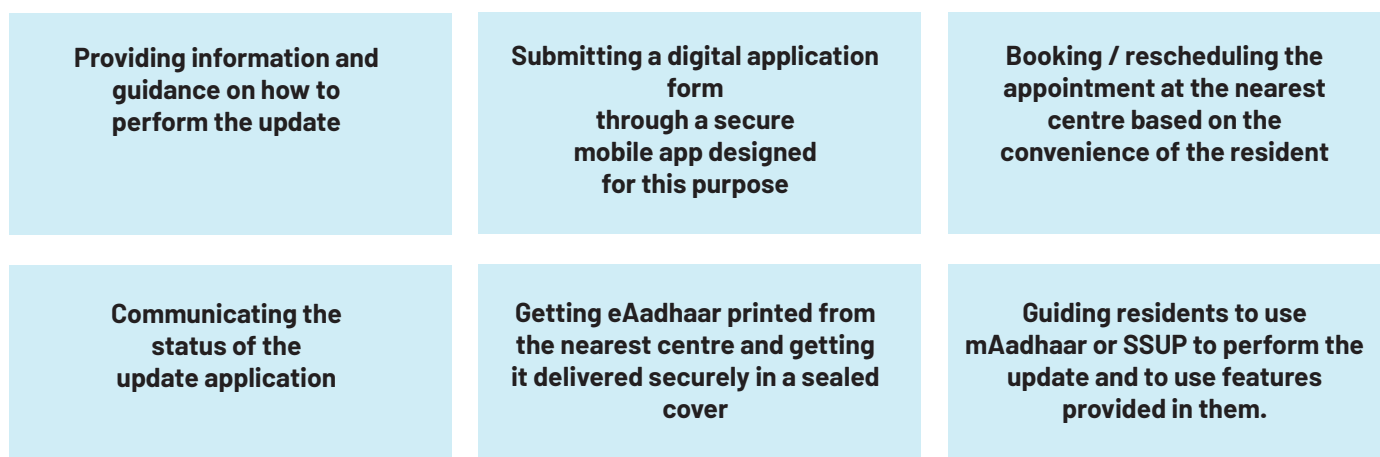 Providing information and
guidance on how to
perform the update
Submitting a digital application
form
through a secure
mobile app designed
for this purpose
Booking / rescheduling the
appointment at the nearest
centre based on the
convenience of the resident
Communicating the
status of the
update application
Getting eAadhaar printed from
the nearest centre and getting
it delivered securely in a sealed
cover
Guiding residents to use
mAadhaar or SSUP to perform the
update and to use features
provided in them.